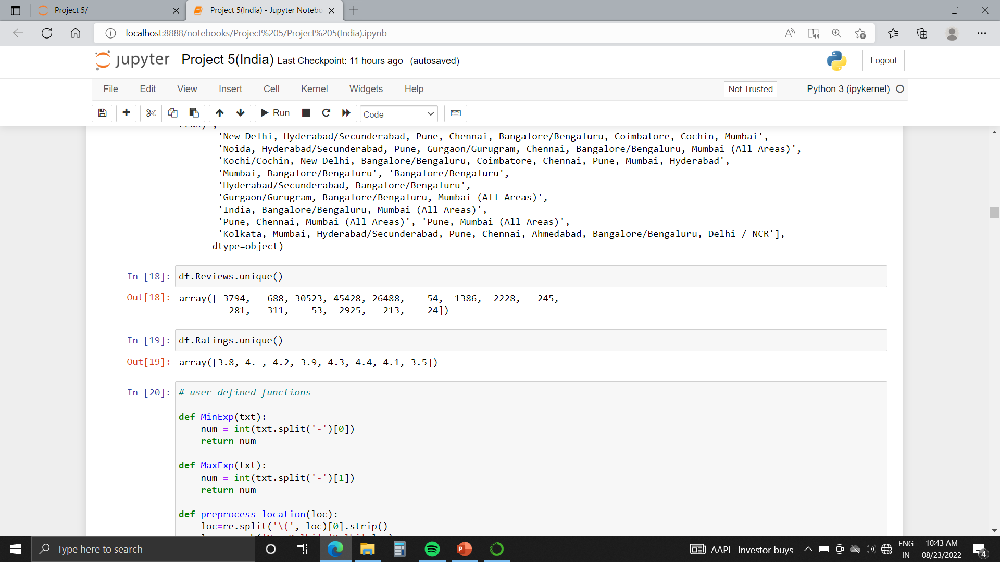 Project 5/
Project 5(India) - Jupyter Notebo
localhost:8888/notebooks/Project%205/Project%205(India).ipynb
jupyter Project 5(India) Last Checkpoint: 11 hours ago (autosaved)
Logout
File Edit View Insert Cell Kernel Widgets Help
Not Trusted
Python 3 (ipykernel)
Run
Code
'New Delhi, Hyderabad/Secunderabad, Pune, Chennai, Bangalore/Bengaluru, Coimbatore, Cochin, Mumbai',
'Noida, Hyderabad/Secunderabad, Pune, Gurgaon/Gurugram, Chennai, Bangalore/Bengaluru, Mumbai (All Areas)',
'Kochi/Cochin, New Delhi, Bangalore/Bengaluru, Coimbatore, Chennai, Pune, Mumbai, Hyderabad',
'Mumbai, Bangalore/Bengaluru', 'Bangalore/Bengaluru',
'Hyderabad/Secunderabad, Bangalore/Bengaluru',
'Gurgaon/Gurugram, Bangalore/Bengaluru, Mumbai (All Areas)',
'India, Bangalore/Bengaluru, Mumbai (All Areas)',
'Pune, Chennai, Mumbai (All Areas)', 'Pune, Mumbai (All Areas)',
'Kolkata, Mumbai, Hyderabad/Secunderabad, Pune, Chennai, Ahmedabad, Bangalore/Bengaluru, Delhi / NCR'],
dtype=object)
In [18]: df.Reviews.unique()
Out[18]: array([ 3794, 688, 30523, 45428, 26488, 54, 1386, 2228, 245,
281, 311, 53, 2925, 213, 24])
In [19]: df.Ratings.unique()
Out[19]: array([3.8, 4. , 4.2, 3.9, 4.3, 4.4, 4.1, 3.5])
In [20]: # user defined functions
def MinExp(txt):
num = int(txt.split('-')[0])
return num
def MaxExp(txt):
num = int(txt.split('-')[1])
return num
def preprocess_location(loc):
loc=re.split('\(', loc)[0].strip()
Type here to search
AAPL Investor buys
ENG
IN
10:43 AM
08/23/2022
4